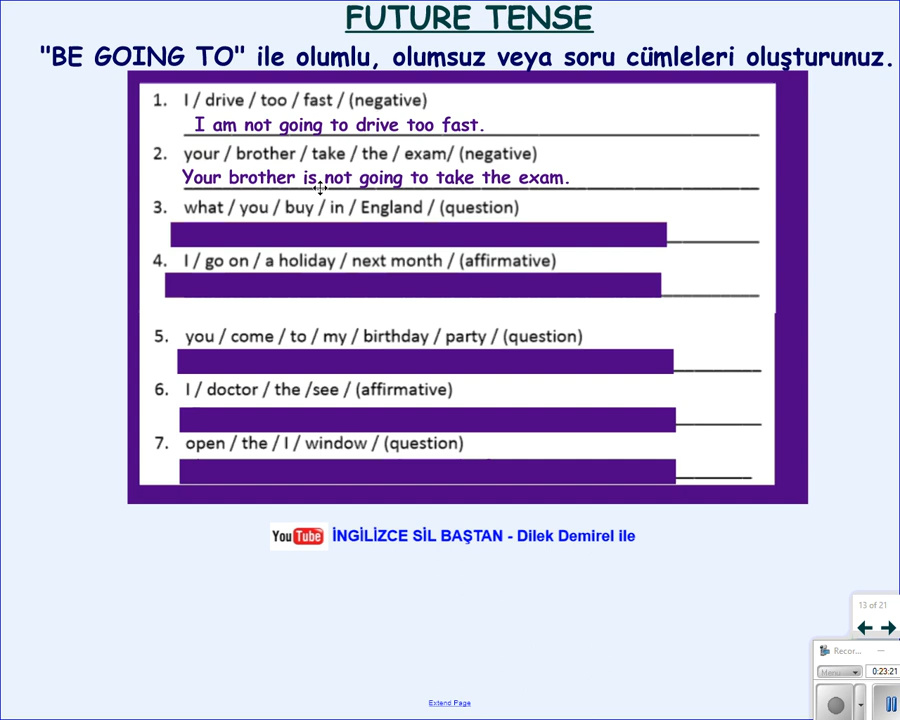 FUTURE TENSE
"BE GOING TO" ile olumlu, olumsuz veya soru cümleleri oluşturunuz.
1. I / drive / too / fast / (negative)
I am not going to drive too fast.
2. your / brother / take / the / exam/ (negative)
Your brother is not going to take the exam.
3. what / you / buy / in / England / (question)
4. I / go on / a holiday / next month / (affirmative)
5. you / come / to / my / birthday / party / (question)
6. I / doctor / the /see / (affirmative)
7. open / the / I / window / (question)
YouTube İNGİLİZCE SİL BAŞTAN - Dilek Demirel ile
13 of 21
Recor...
Menu 0:23:21
Extend Page